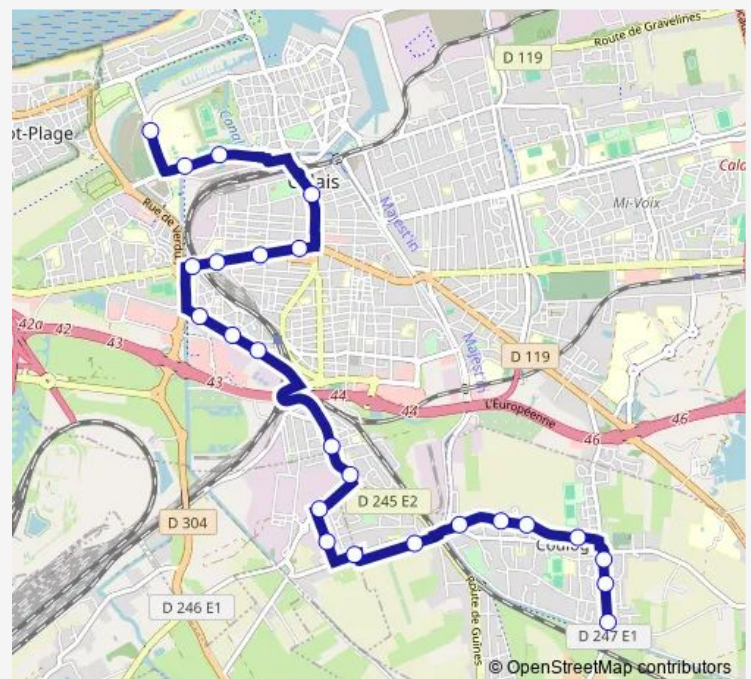 Route de Gravelines
D 119
ot-Plage
Canal
Calais
Cala
Mi-Voix
Rue de Verdu
Majest'in
42a
42
43
D 119
Majest'in
43
44
44
L'Européenne
46
46
D 245 E2
D 304
Coulog
D 246 E1
Route de Guînes
D 247 E1
© OpenStreetMap contributors